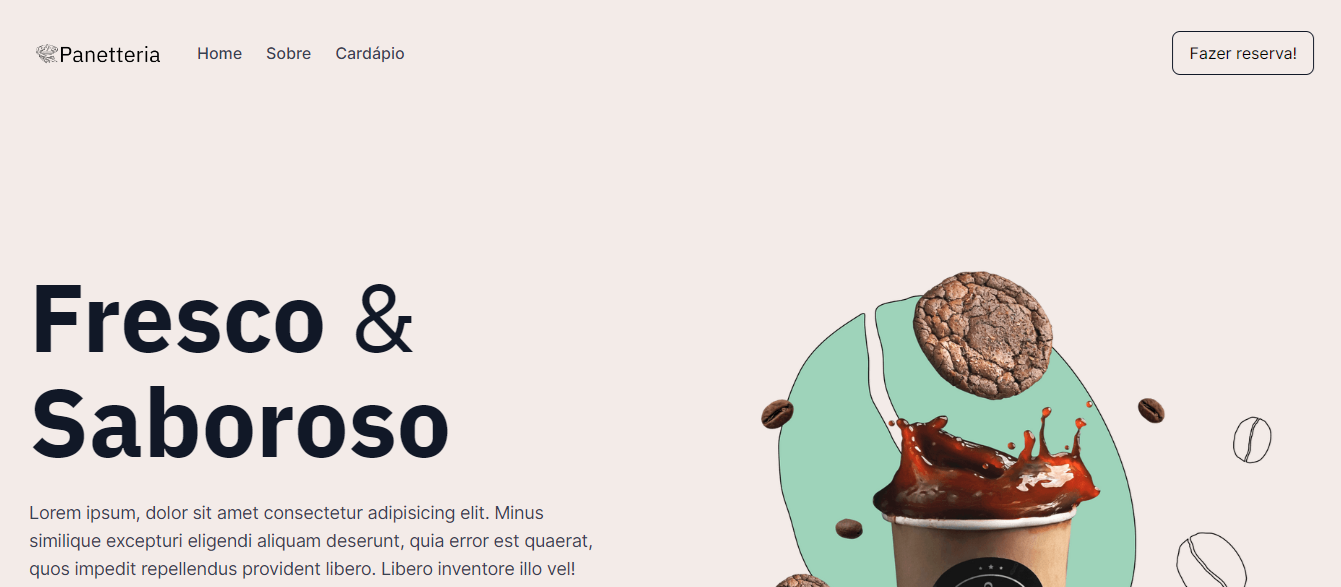 Panetteria Home Sobre Cardápio Fazer reserva!
Fresco &
Saboroso
Lorem ipsum, dolor sit amet consectetur adipisicing elit. Minus
similique excepturi eligendi aliquam deserunt, quia error est quaerat,
quos impedit repellendus provident libero. Libero inventore illo vel!